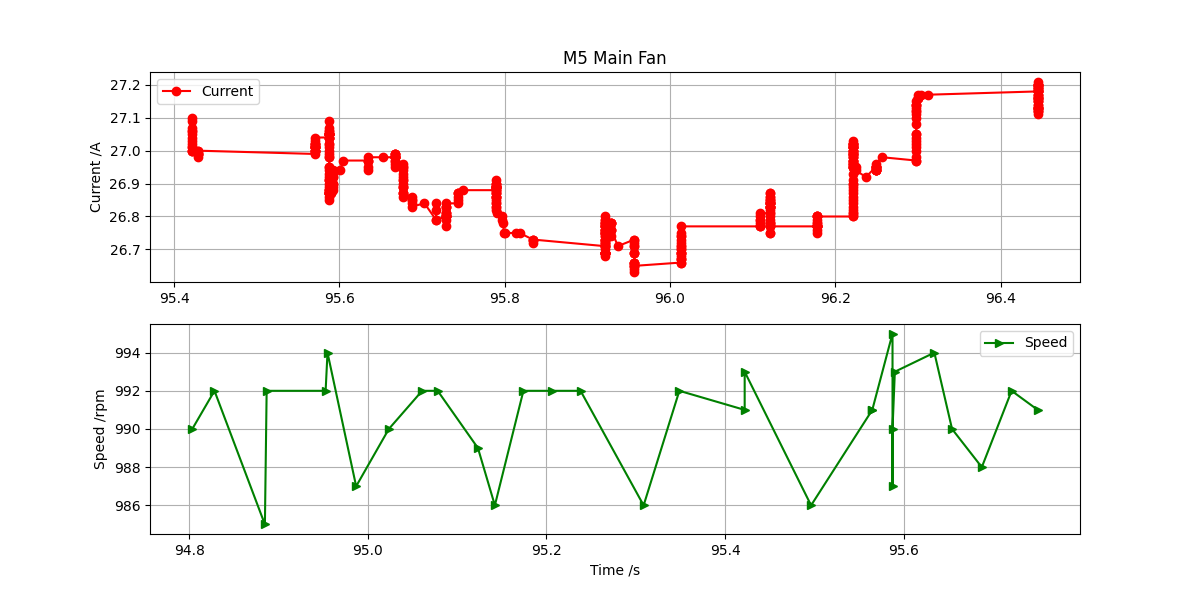 M5 Main Fan
Current /A
27.2
27.1
27.0
26.9
26.8
26.7
Current
95.4 95.6 95.8 96.0 96.2 96.4
Speed /rpm
994
992
990
988
986
Speed
94.8 95.0 95.2 95.4 95.6
Time /s